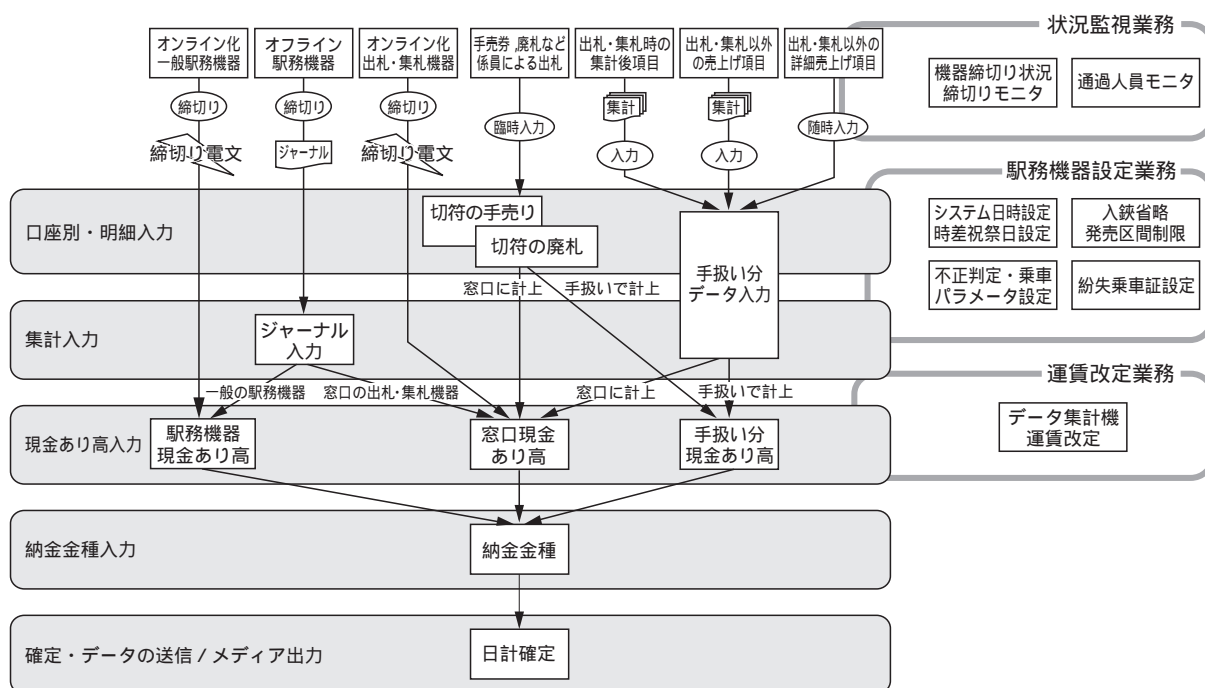 オンライン化
一般駅務機器
オフライン
駅務機器
オンライン化
出札・集札機器
手売券,廃札など
係員による出札
出札・集札時の
集計後項目
出札・集札以外
の売上げ項目
出札・集札以外の
詳細売上げ項目
締切り
締切り
締切り
臨時入力
集計
集計
随時入力
締切り電文
ジャーナル
締切り電文
入力
入力
状況監視業務
機器締切り状況
締切りモニタ
通過人員モニタ
駅務機器設定業務
システム日時設定
時差祝祭日設定
入鋏省略
発売区間制限
不正判定・乗車
パラメータ設定
紛失乗車証設定
運賃改定業務
データ集計機
運賃改定
口座別・明細入力
切符の手売り
切符の廃札
手扱い分
データ入力
窓口に計上
手扱いで計上
集計入力
ジャーナル
入力
一般の駅務機器
窓口の出札・集札機器
窓口に計上
手扱いで計上
現金あり高入力
駅務機器
現金あり高
窓口現金
あり高
手扱い分
現金あり高
納金金種入力
納金金種
確定・データの送信 / メディア出力
日計確定